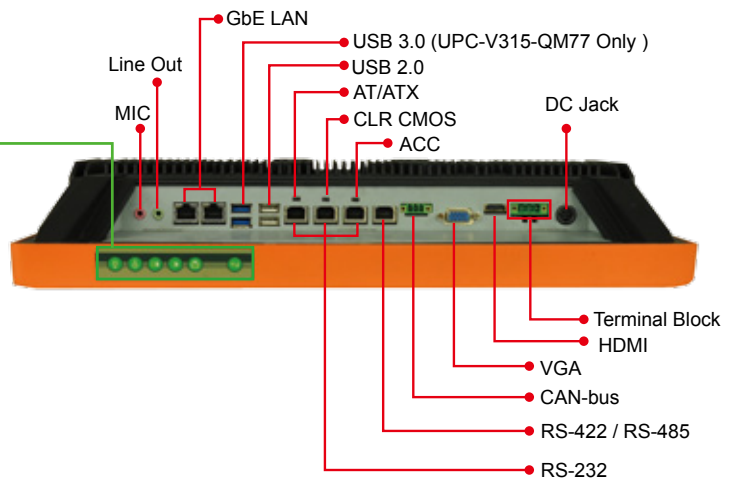 GbE LAN
USB 3.0 (UPC-V315-QM77 Only )
Line Out
USB 2.0
AT/ATX
MIC
DC Jack
CLR CMOS
ACC
Terminal Block
HDMI
VGA
CAN-bus
RS-422 / RS-485
RS-232